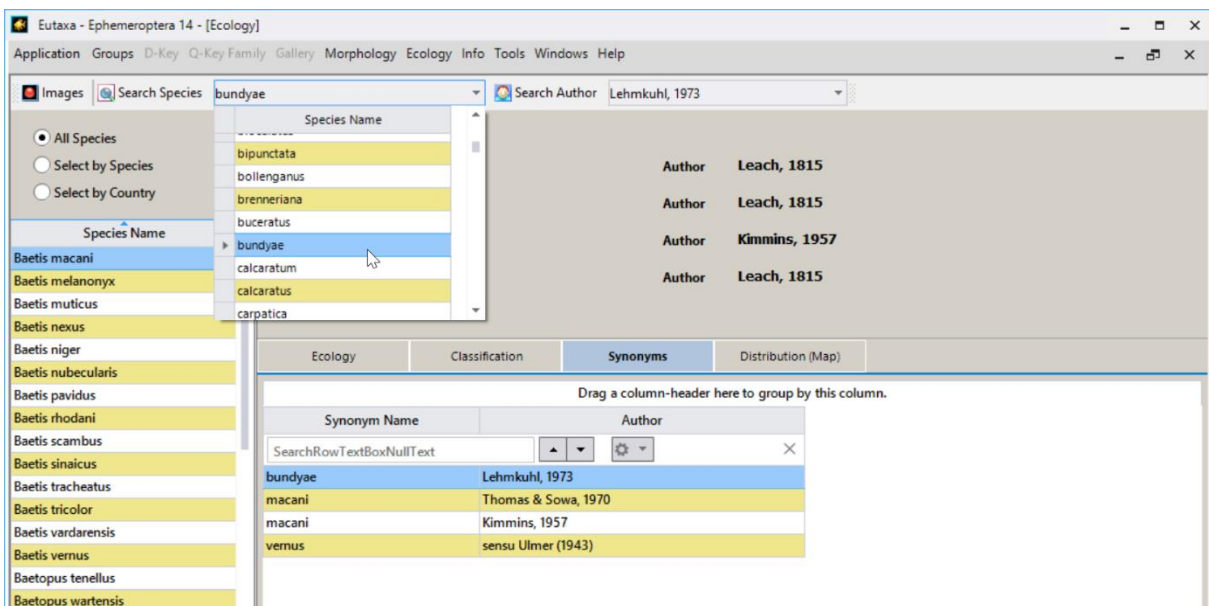 Eutaxa - Ephemeroptera 14 - [Ecology]
Application Groups D-Key Q-Key Family Gallery Morphology Ecology Info Tools Windows Help
Images Search Species bundyae Search Author Lehmkuhl, 1973
All Species
Select by Species
Select by Country
Species Name
bipunctata
bollenganus
brenneriana
buceratus
bundyae
calcaratum
calcaratus
carpatica
Author Leach, 1815
Author Leach, 1815
Author Kimmins, 1957
Author Leach, 1815
Species Name
Baetis macani
Baetis melanonyx
Baetis muticus
Baetis nexus
Baetis niger
Baetis nubecularis
Baetis pavidus
Baetis rhodani
Baetis scambus
Baetis sinaicus
Baetis tracheatus
Baetis tricolor
Baetis vardarensis
Baetis vernus
Baetopus tenellus
Baetopus wartensis
Ecology Classification Synonyms Distribution (Map)
Drag a column-header here to group by this column.
Synonym Name Author
SearchRowTextBoxNullText
bundyae Lehmkuhl, 1973
macani Thomas & Sowa, 1970
macani Kimmins, 1957
vernus sensu Ulmer (1943)